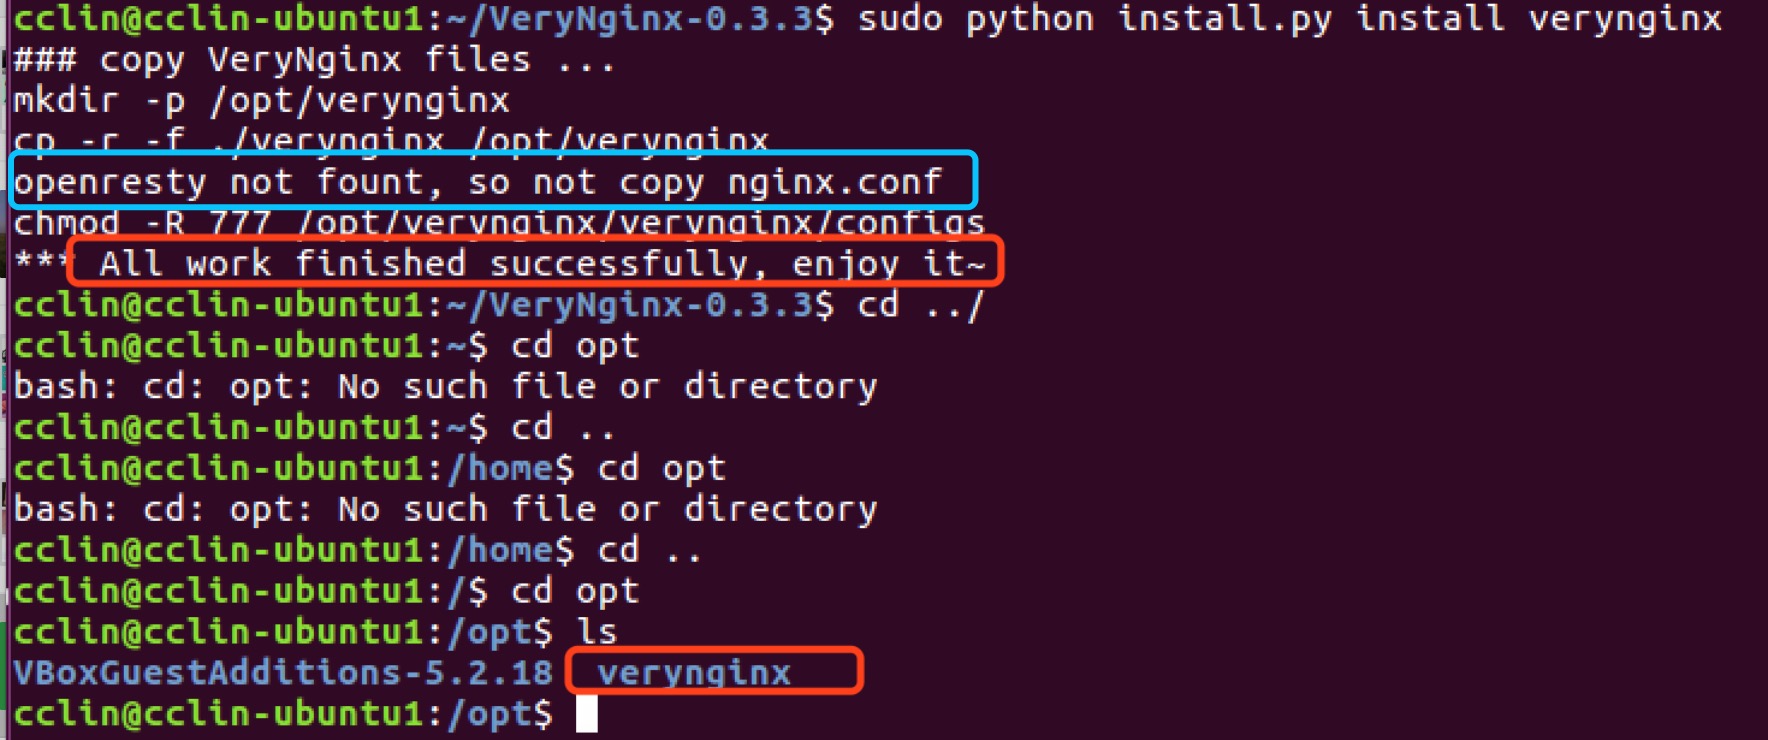 cclin@cclin-ubuntu1:~/VeryNginx-0.3.3$ sudo python install.py install verynginx
### copy VeryNginx files ...
mkdir -p /opt/verynginx
cp -r -f ./verynginx /opt/verynginx
openresty not fount, so not copy nginx.conf
chmod -R 777 /opt/verynginx/verynginx/configs
*** All work finished successfully, enjoy it~
cclin@cclin-ubuntu1:~/VeryNginx-0.3.3$ cd ../
cclin@cclin-ubuntu1:~$ cd opt
bash: cd: opt: No such file or directory
cclin@cclin-ubuntu1:~$ cd ..
cclin@cclin-ubuntu1:/home$ cd opt
bash: cd: opt: No such file or directory
cclin@cclin-ubuntu1:/home$ cd ..
cclin@cclin-ubuntu1:/$ cd opt
cclin@cclin-ubuntu1:/opt$ ls
VBoxGuestAdditions-5.2.18  verynginx
cclin@cclin-ubuntu1:/opt$